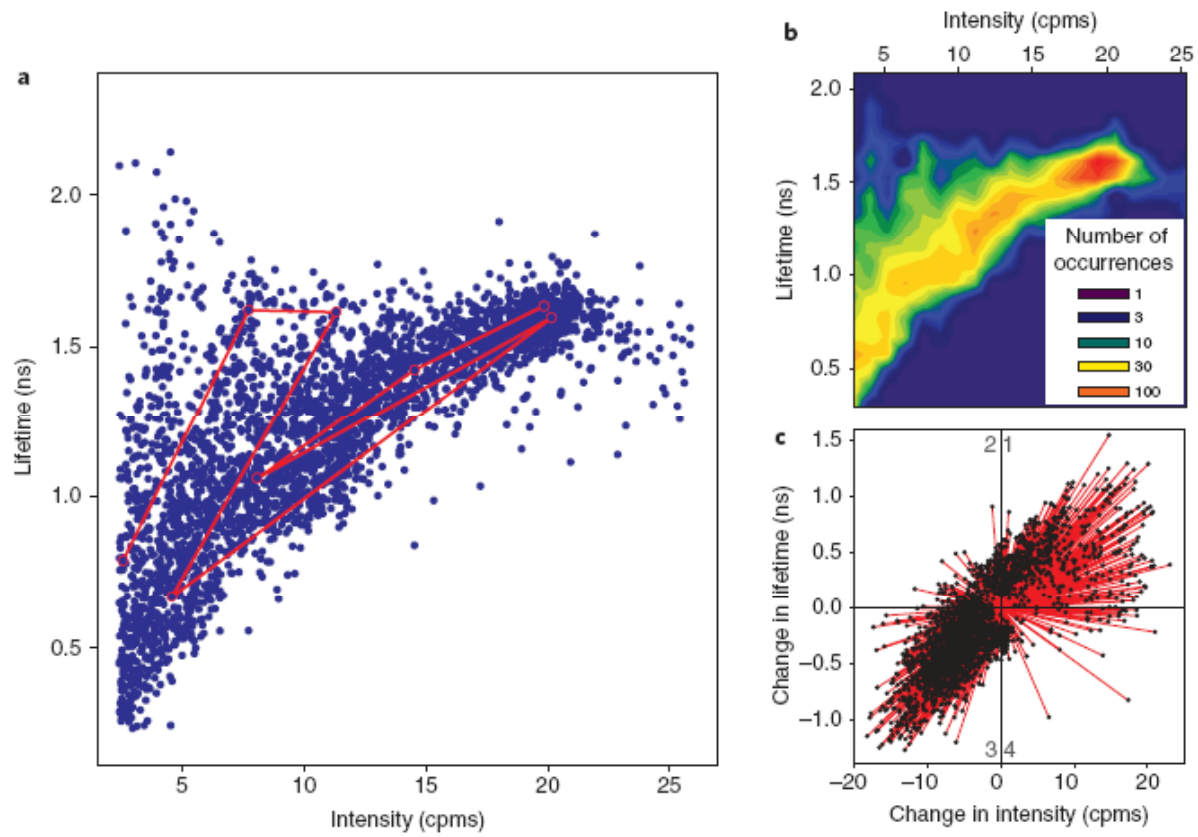 a
2.0
1.5
1.0
0.5
Lifetime (ns)
5 10 15 20 25
Intensity (cpms)
b
Intensity (cpms)
5 10 15 20 25
2.0
1.5
1.0
0.5
Lifetime (ns)
Number of
occurrences
1
3
10
30
100
c
2 1
1.5
1.0
0.5
0.0
−0.5
−1.0
Change in lifetime (ns)
3 4
−20 −10 0 10 20
Change in intensity (cpms)